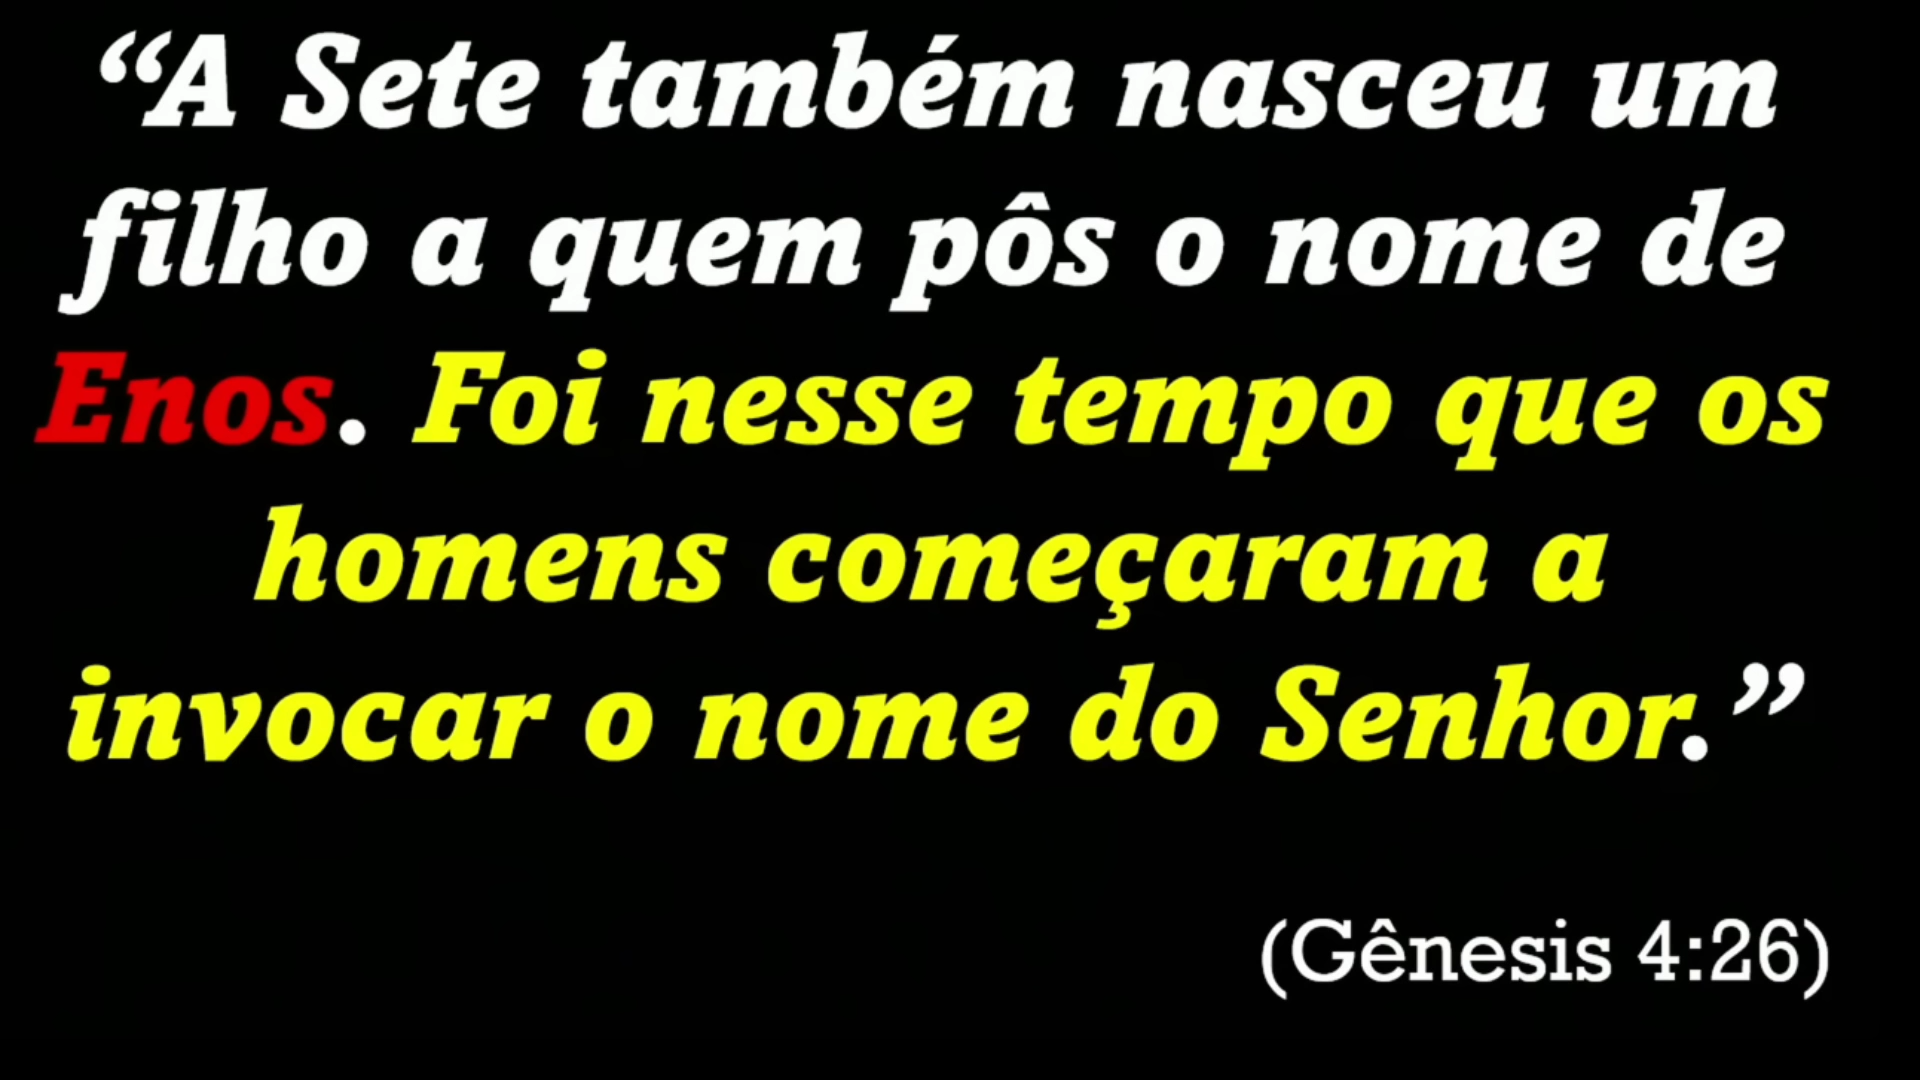 “A Sete também nasceu um
filho a quem pôs o nome de
Enos. Foi nesse tempo que os
homens começaram a
invocar o nome do Senhor.”
(Gênesis 4:26)